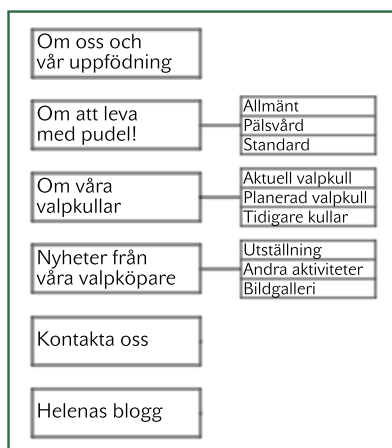 Om oss och
vår uppfödning
Om att leva
med pudel!
Allmänt
Pälsvård
Standard
Om våra
valpkullar
Aktuell valpkull
Planerad valpkull
Tidigare kullar
Nyheter från
våra valpköpare
Utställning
Andra aktiviteter
Bildgalleri
Kontakta oss
Helenas blogg